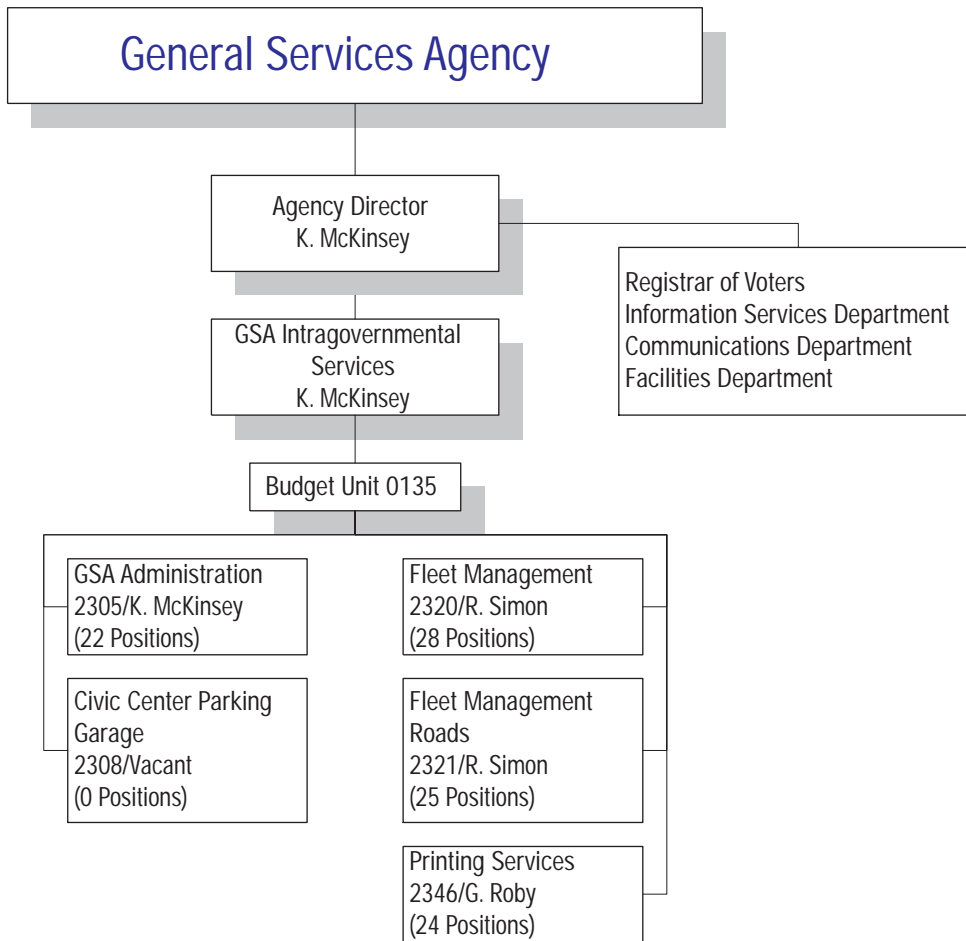 General Services Agency
Agency Director
K. McKinsey
Registrar of Voters
Information Services Department
Communications Department
Facilities Department
GSA Intragovernmental
Services
K. McKinsey
Budget Unit 0135
GSA Administration
2305/K. McKinsey
(22 Positions)
Civic Center Parking
Garage
2308/Vacant
(0 Positions)
Fleet Management
2320/R. Simon
(28 Positions)
Fleet Management
Roads
2321/R. Simon
(25 Positions)
Printing Services
2346/G. Roby
(24 Positions)